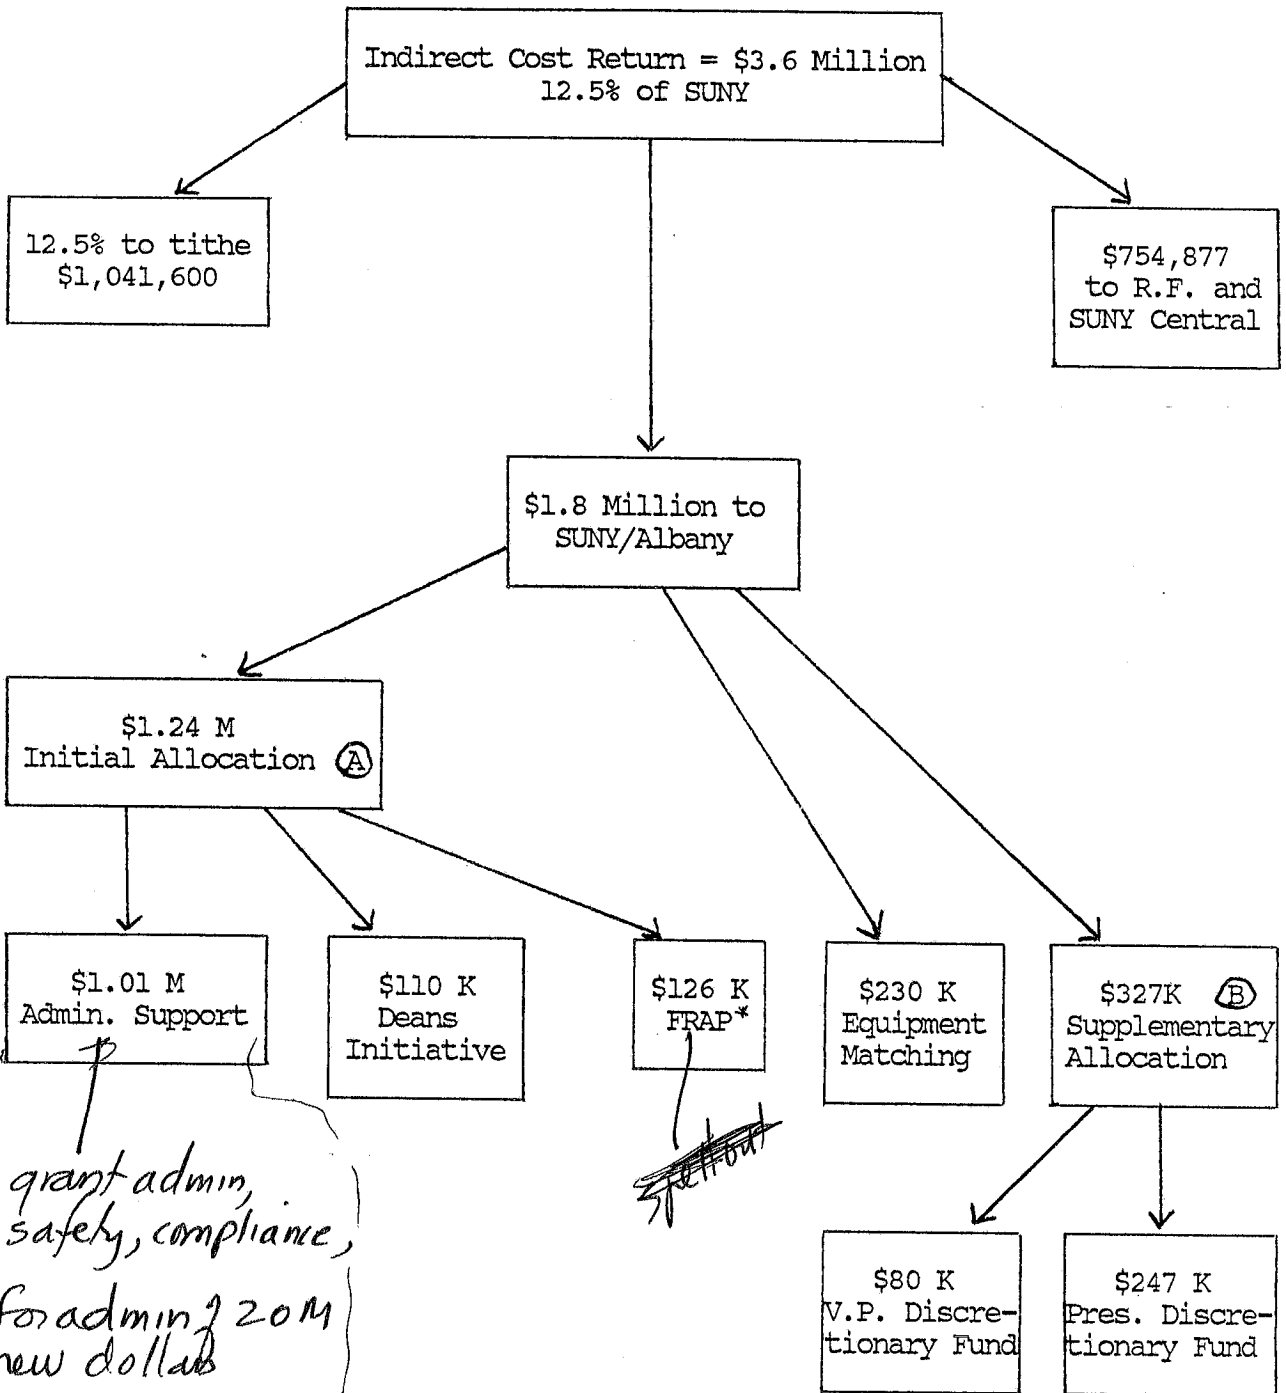 Indirect Cost Return = $3.6 Million
12.5% of SUNY
12.5% to tithe
$1,041,600
$754,877
to R.F. and
SUNY Central
$1.8 Million to
SUNY/Albany
$1.24 M
Initial Allocation Ⓐ
$1.01 M
Admin. Support
$110 K
Deans
Initiative
$126 K
FRAP*
$230 K
Equipment
Matching
$327K Ⓑ
Supplementary
Allocation
grant admin,
safety, compliance,
for admin of 20M
new dollars
$80 K
V.P. Discre-
tionary Fund
$247 K
Pres. Discre-
tionary Fund